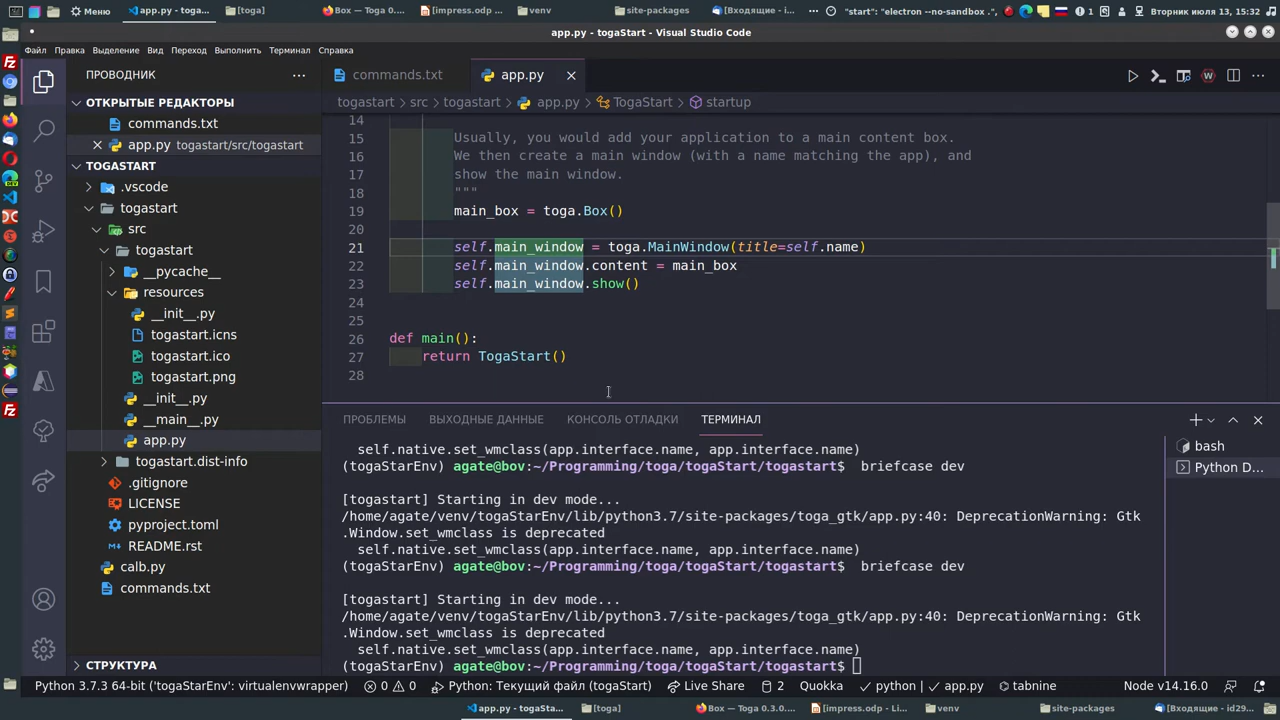 Меню
app.py - toga...
[toga]
Box — Toga 0....
[impress.odp - ...
venv
site-packages
[Входящие - i...
"start": "electron --no-sandbox .",
1
Вторник июля 13, 15:32
app.py - togaStart - Visual Studio Code
Файл Правка Выделение Вид Переход Выполнить Терминал Справка
ПРОВОДНИК
commands.txt
app.py
ОТКРЫТЫЕ РЕДАКТОРЫ
commands.txt
app.py togastart/src/togastart
TOGASTART
.vscode
togastart
src
togastart
__pycache__
resources
__init__.py
togastart.icns
togastart.ico
togastart.png
__init__.py
__main__.py
app.py
togastart.dist-info
.gitignore
LICENSE
pyproject.toml
README.rst
calb.py
commands.txt
СТРУКТУРА
togastart > src > togastart > app.py > TogaStart > startup
14
15 Usually, you would add your application to a main content box.
16 We then create a main window (with a name matching the app), and
17 show the main window.
18 """
19 main_box = toga.Box()
20
21 self.main_window = toga.MainWindow(title=self.name)
22 self.main_window.content = main_box
23 self.main_window.show()
24
25
26 def main():
27 return TogaStart()
28
ПРОБЛЕМЫ ВЫХОДНЫЕ ДАННЫЕ КОНСОЛЬ ОТЛАДКИ ТЕРМИНАЛ
self.native.set_wmclass(app.interface.name, app.interface.name)
(togaStarEnv) agate@bov:~/Programming/toga/togaStart/togastart$ briefcase dev
[togastart] Starting in dev mode...
/home/agate/venv/togaStarEnv/lib/python3.7/site-packages/toga_gtk/app.py:40: DeprecationWarning: Gtk
.Window.set_wmclass is deprecated
self.native.set_wmclass(app.interface.name, app.interface.name)
(togaStarEnv) agate@bov:~/Programming/toga/togaStart/togastart$ briefcase dev
[togastart] Starting in dev mode...
/home/agate/venv/togaStarEnv/lib/python3.7/site-packages/toga_gtk/app.py:40: DeprecationWarning: Gtk
.Window.set_wmclass is deprecated
self.native.set_wmclass(app.interface.name, app.interface.name)
(togaStarEnv) agate@bov:~/Programming/toga/togaStart/togastart$
bash
Python D...
Python 3.7.3 64-bit ('togaStarEnv': virtualenvwrapper) 0 0 Python: Текущий файл (togaStart) Live Share 2 Quokka python | app.py tabnine Node v14.16.0
app.py - togaSta...
[toga]
Box — Toga 0.3.0....
[impress.odp - Li...
venv
site-packages
[Входящие - id29...